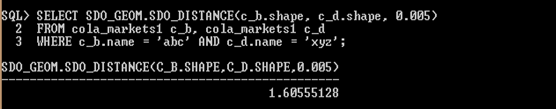 SQL> SELECT SDO_GEOM.SDO_DISTANCE(c_b.shape, c_d.shape, 0.005)
  2  FROM cola_markets1 c_b, cola_markets1 c_d
  3  WHERE c_b.name = 'abc' AND c_d.name = 'xyz';
SDO_GEOM.SDO_DISTANCE(C_B.SHAPE,C_D.SHAPE,0.005)
------------------------------------------------
                                      1.60555128